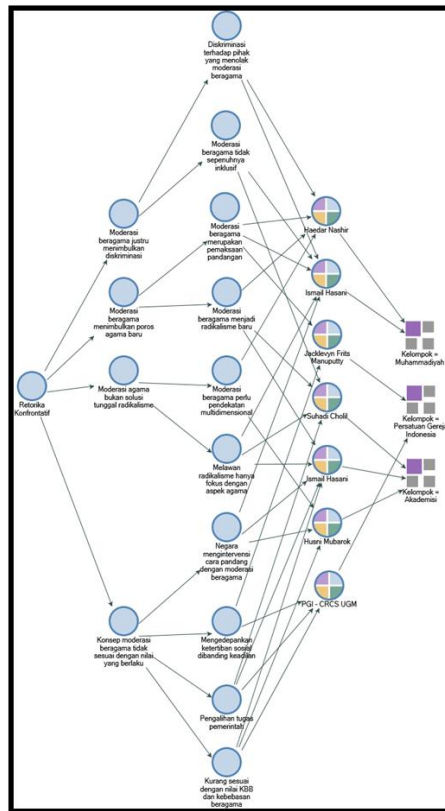 Diskriminasi
terhadap pihak
yang menolak
moderasi
beragama
Moderasi
beragama tidak
sepenuhnya
inklusif
Moderasi
beragama justru
menimbulkan
diskriminasi
Moderasi
beragama
merupakan
pemaksaan
pandangan
Haedar Nashir
Moderasi
beragama
menimbulkan poros
agama baru
Moderasi
beragama menjadi
radikalisme baru
Ismail Hasani
Jacklevyn Frits
Manuputty
Kelompok =
Muhammadiyah
Retorika
Konfrontatif
Moderasi agama
bukan solusi
tunggal radikalisme
Moderasi
beragama perlu
pendekatan
multidimensional
Suhadi Cholil
Kelompok =
Persatuan Gereja
Indonesia
Melawan
radikalisme hanya
fokus dengan
aspek agama
Ismail Hasani
Kelompok =
Akademisi
Negara
mengintervensi
cara pandang
dengan moderasi
beragama
Husni Mubarok
Konsep moderasi
beragama tidak
sesuai dengan nilai
yang berlaku
Mengedepankan
ketertiban sosial
dibanding keadilan
PGI - CRCS UGM
Pengalihan tugas
pemerintah
Kurang sesuai
dengan nilai KBB
dan kebebasan
beragama